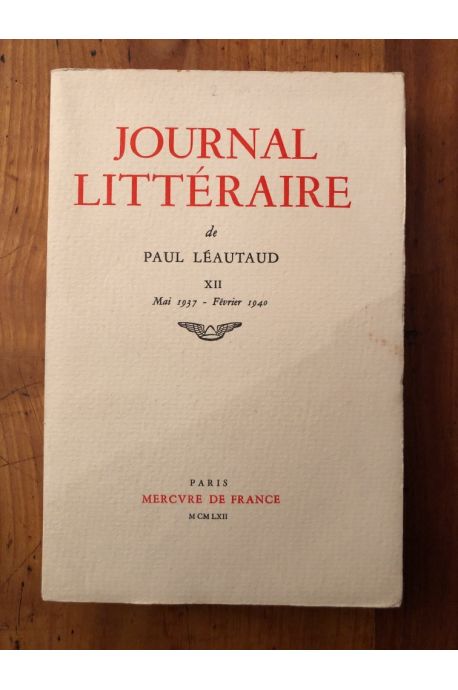 JOURNAL
LITTÉRAIRE
de
PAUL LÉAUTAUD
XII
Mai 1937 - Février 1940
PARIS
MERCVRE DE FRANCE
MCMLXII